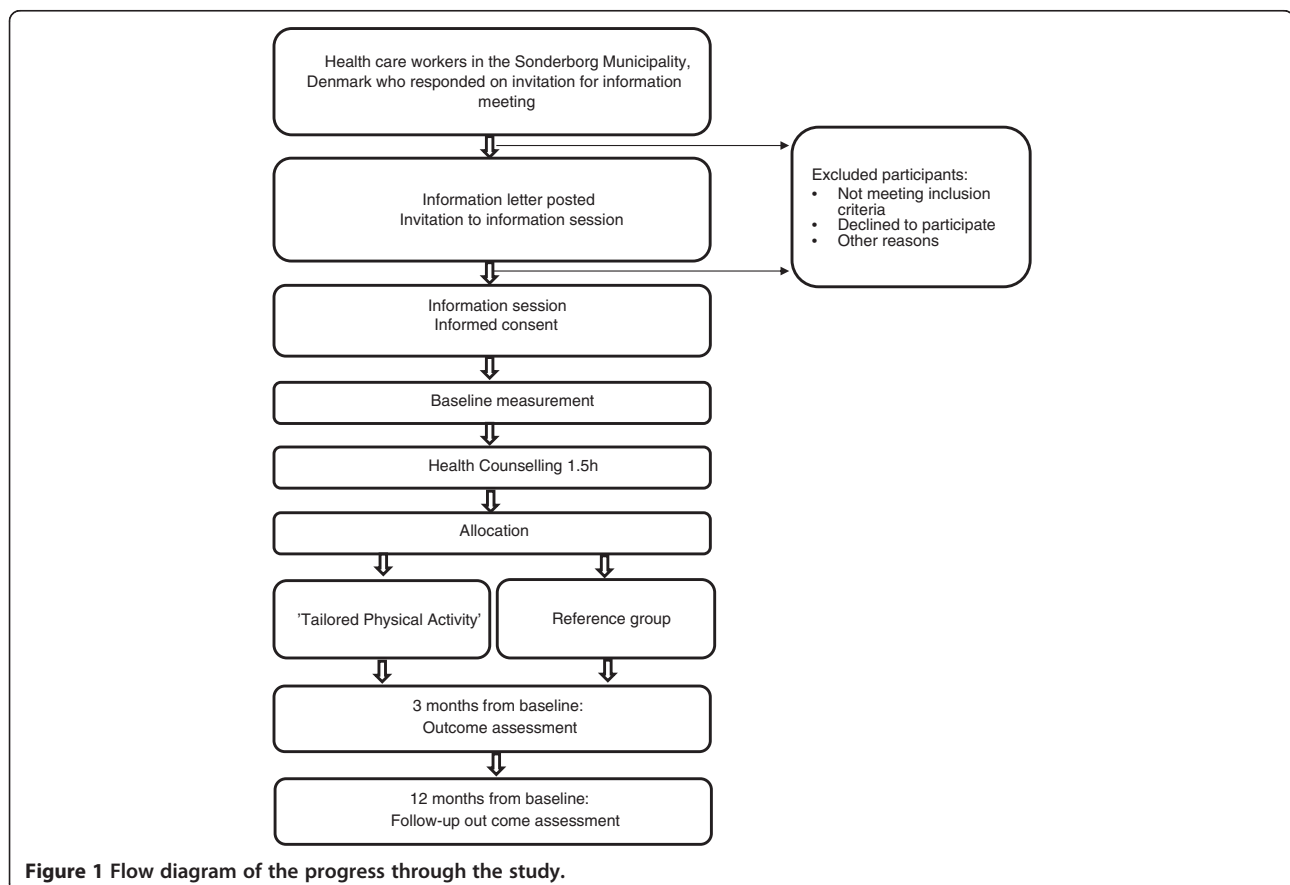 Health care workers in the Sonderborg Municipality,
Denmark who responded on invitation for information
meeting
Excluded participants:
• Not meeting inclusion
criteria
• Declined to participate
• Other reasons
Information letter posted
Invitation to information session
Information session
Informed consent
Baseline measurement
Health Counselling 1.5h
Allocation
'Tailored Physical Activity'
Reference group
3 months from baseline:
Outcome assessment
12 months from baseline:
Follow-up out come assessment
Figure 1 Flow diagram of the progress through the study.